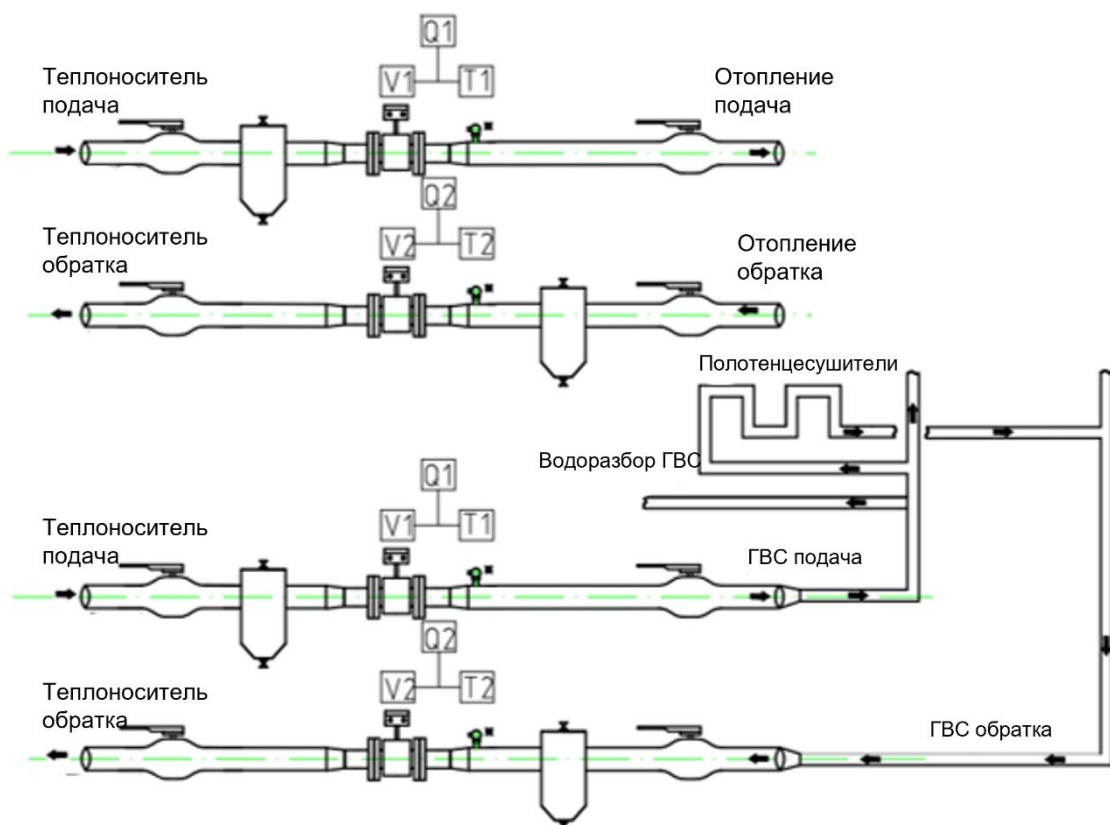 Q1
Теплоноситель
подача
V1
T1
Отопление
подача
Q2
Теплоноситель
обратка
V2
T2
Отопление
обратка
Полотенцесушители
Водоразбор ГВС
Q1
Теплоноситель
подача
V1
T1
ГВС подача
Q2
Теплоноситель
обратка
V2
T2
ГВС обратка